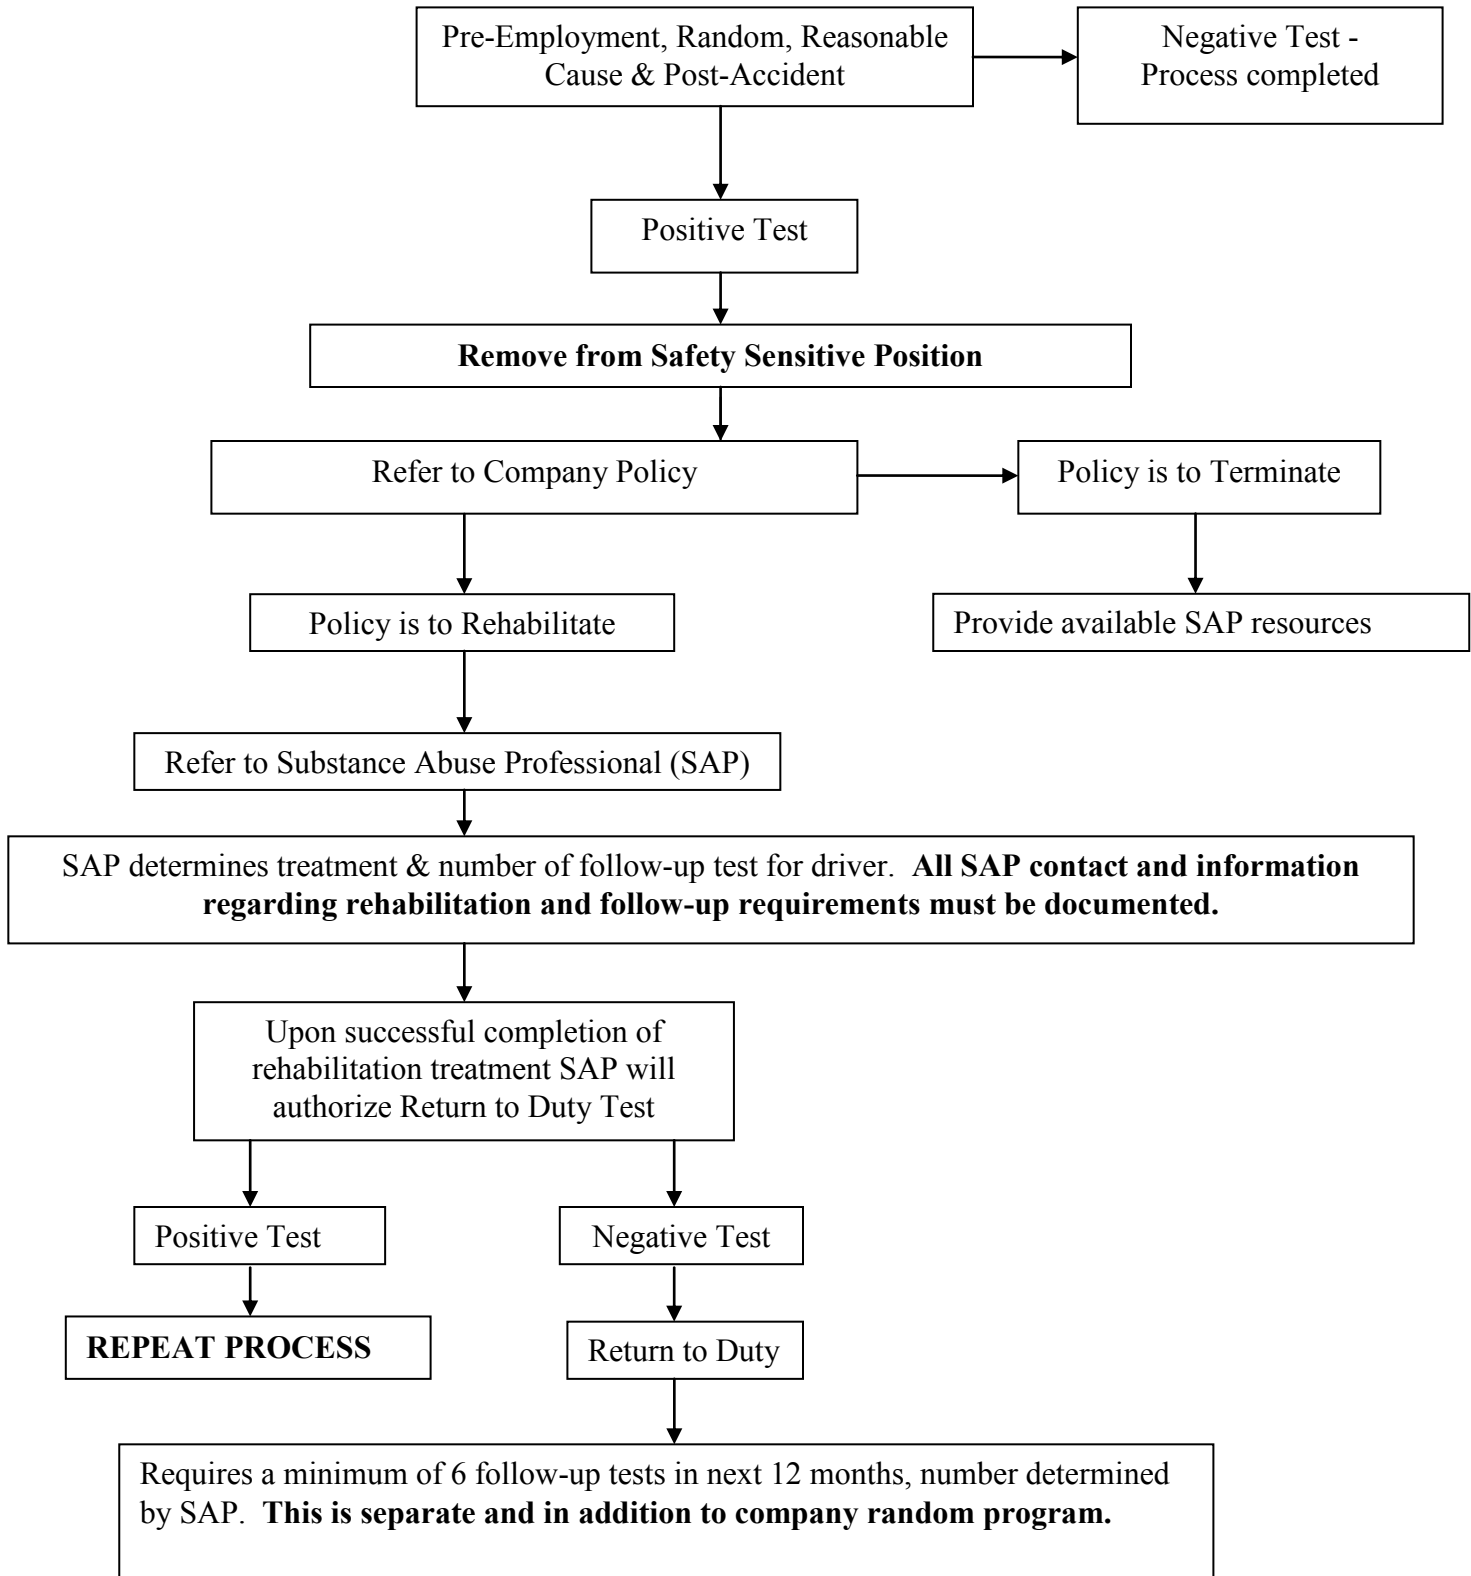 Pre-Employment, Random, Reasonable
Cause & Post-Accident
Negative Test -
Process completed
Positive Test
Remove from Safety Sensitive Position
Refer to Company Policy
Policy is to Terminate
Policy is to Rehabilitate
Provide available SAP resources
Refer to Substance Abuse Professional (SAP)
SAP determines treatment & number of follow-up test for driver.  All SAP contact and information
regarding rehabilitation and follow-up requirements must be documented.
Upon successful completion of
rehabilitation treatment SAP will
authorize Return to Duty Test
Positive Test
Negative Test
REPEAT PROCESS
Return to Duty
Requires a minimum of 6 follow-up tests in next 12 months, number determined
by SAP.  This is separate and in addition to company random program.